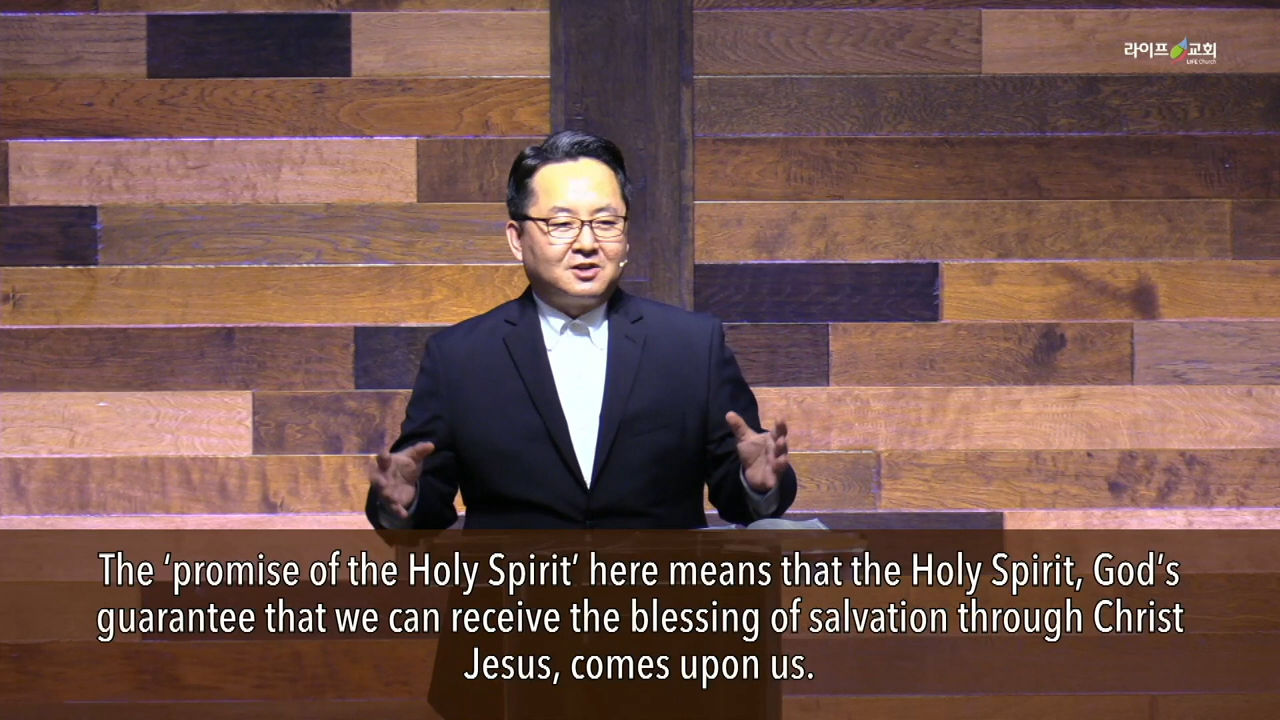 라이프 교회
LIFE Church
The ‘promise of the Holy Spirit‘ here means that the Holy Spirit, God’s
guarantee that we can receive the blessing of salvation through Christ
Jesus, comes upon us.